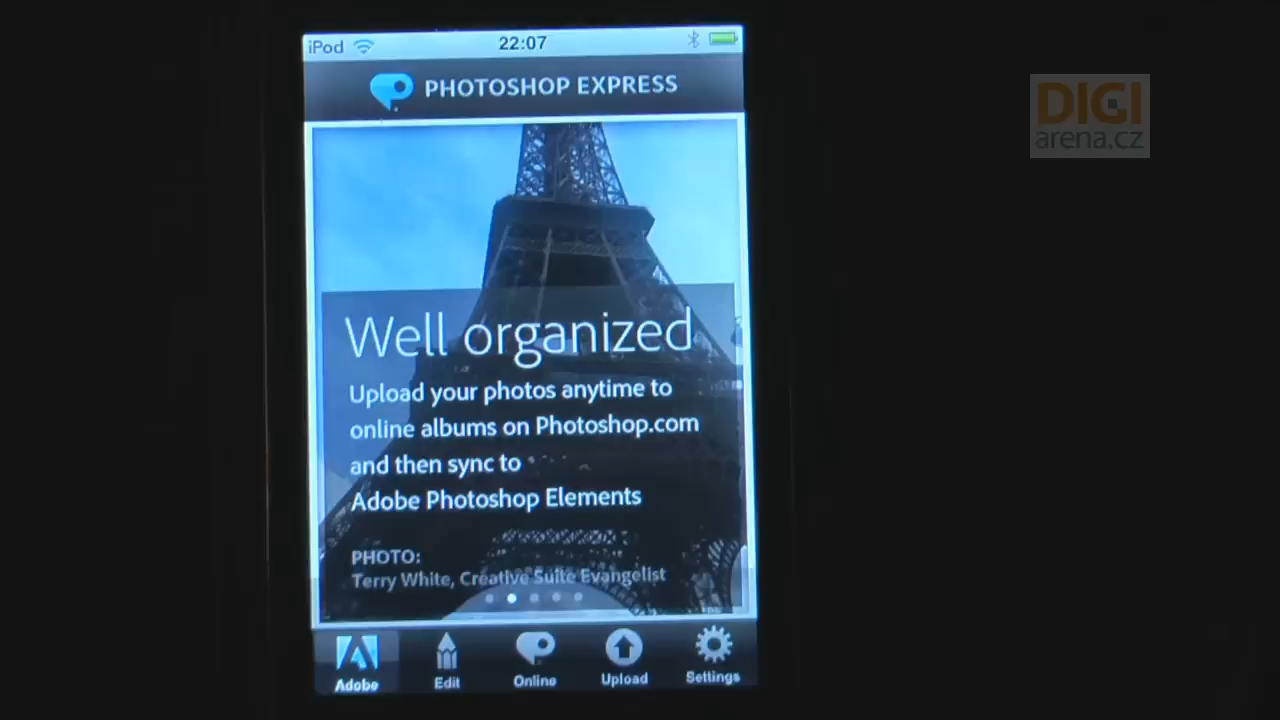 iPod
22:07
PHOTOSHOP EXPRESS
DIGI
arena.cz
Well organized
Upload your photos anytime to
online albums on Photoshop.com
and then sync to
Adobe Photoshop Elements
PHOTO:
Terry White, Creative Suite Evangelist
Adobe
Edit
Online
Upload
Settings